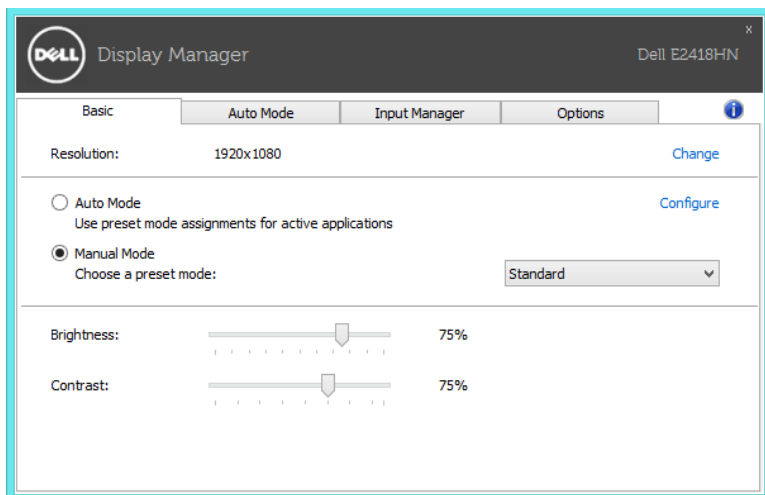 DELL Display Manager
x
Dell E2418HN
Basic Auto Mode Input Manager Options i
Resolution: 1920x1080 Change
Auto Mode Configure
Use preset mode assignments for active applications
Manual Mode
Choose a preset mode: Standard
Brightness: 75%
Contrast: 75%